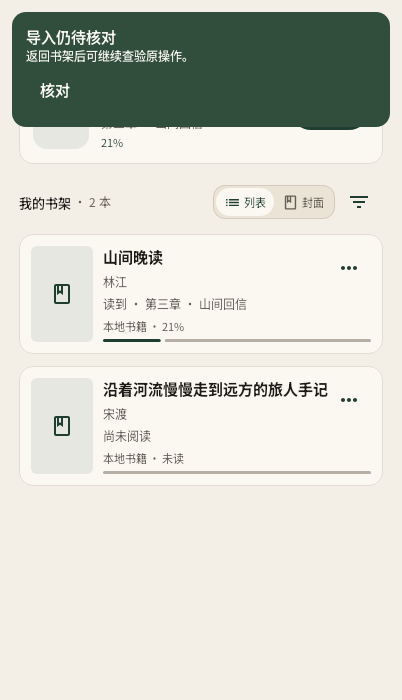 导入仍待核对
返回书架后可继续查验原操作。
核对
21%
我的书架 · 2 本
列表
封面
山间晚读
林江
读到 · 第三章 · 山间回信
本地书籍 · 21%
沿着河流慢慢走到远方的旅人手记
宋渡
尚未阅读
本地书籍 · 未读